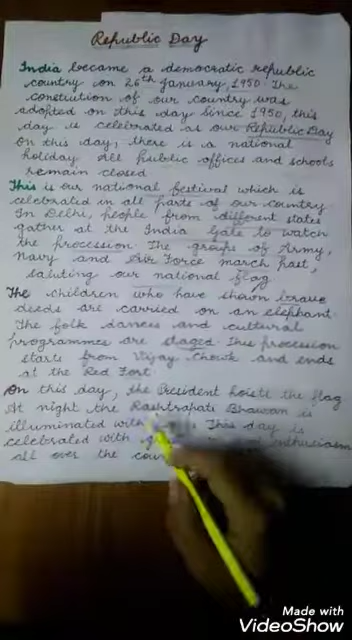 Republic Day
India became a democratic republic
country on 26th January, 1950 The
constitution of our country was
adopted on this day Since 1950, this
day is celebrated as our Republic Day
On this day, there is a national
holiday All public offices and schools
remain closed
This is our national festival which is
celebrated in all parts of our country
In Delhi, people from different states
gather at the India Gate to watch
the procession The groups of Army,
Navy and Air Force march past,
saluting our national flag
The children who have shown brave
deeds are carried on an elephant
The folk dances and cultural
programmes are staged This procession
starts from Vijay Chowk and ends
at the Red Fort
On this day, the President hoists the flag
At night the Rashtrapati Bhawan is
illuminated with This day is
celebrated with enthusiasm
all over the
Made with
VideoShow